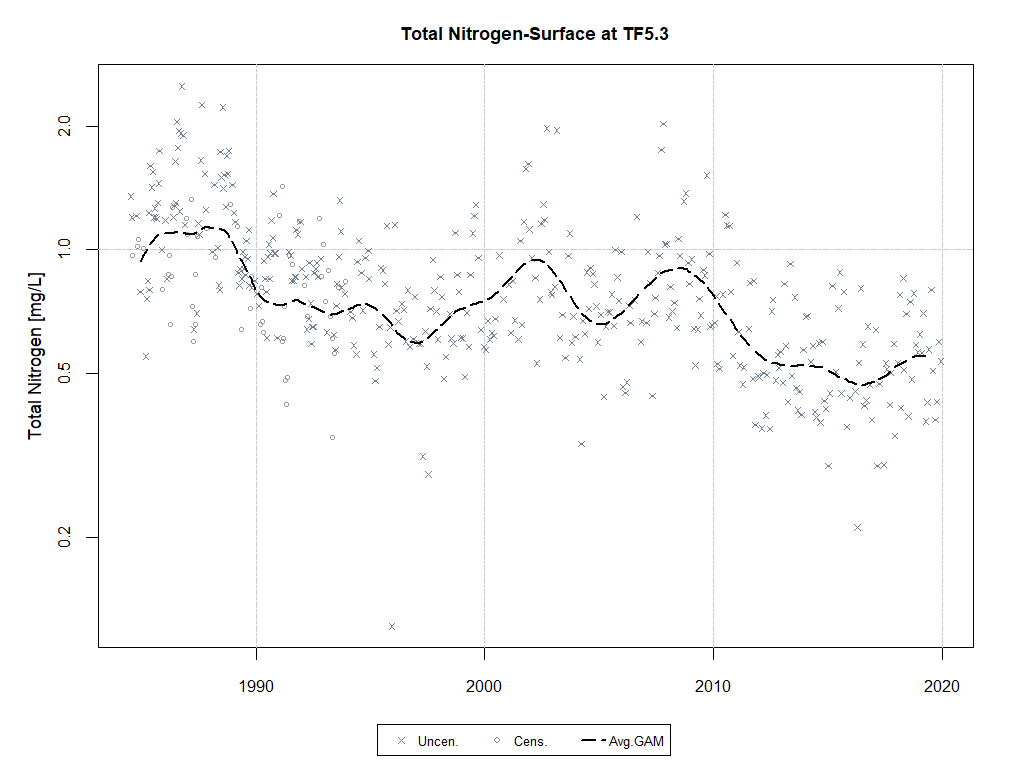 Total Nitrogen-Surface at TF5.3
Total Nitrogen [mg/L]
2.0
1.0
0.5
0.2
1990 2000 2010 2020
Uncen. Cens. Avg.GAM